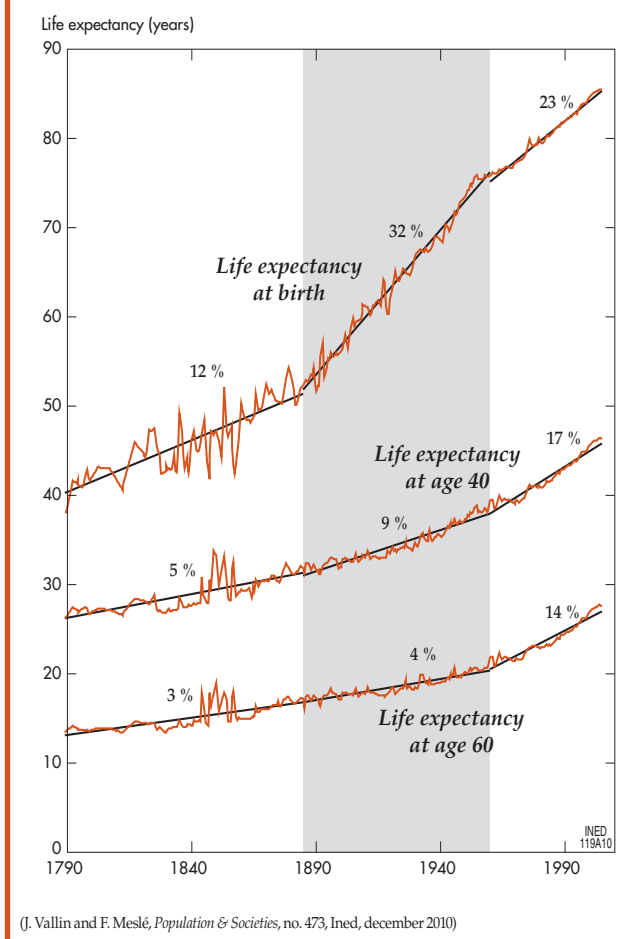 Life expectancy (years)
90
80
70
60
50
40
30
20
10
0
23 %
32 %
Life expectancy
at birth
12 %
17 %
Life expectancy
at age 40
9 %
5 %
14 %
4 %
3 %
Life expectancy
at age 60
INED
119A10
1790
1840
1890
1940
1990
(J. Vallin and F. Meslé, Population & Societies, no. 473, Ined, december 2010)